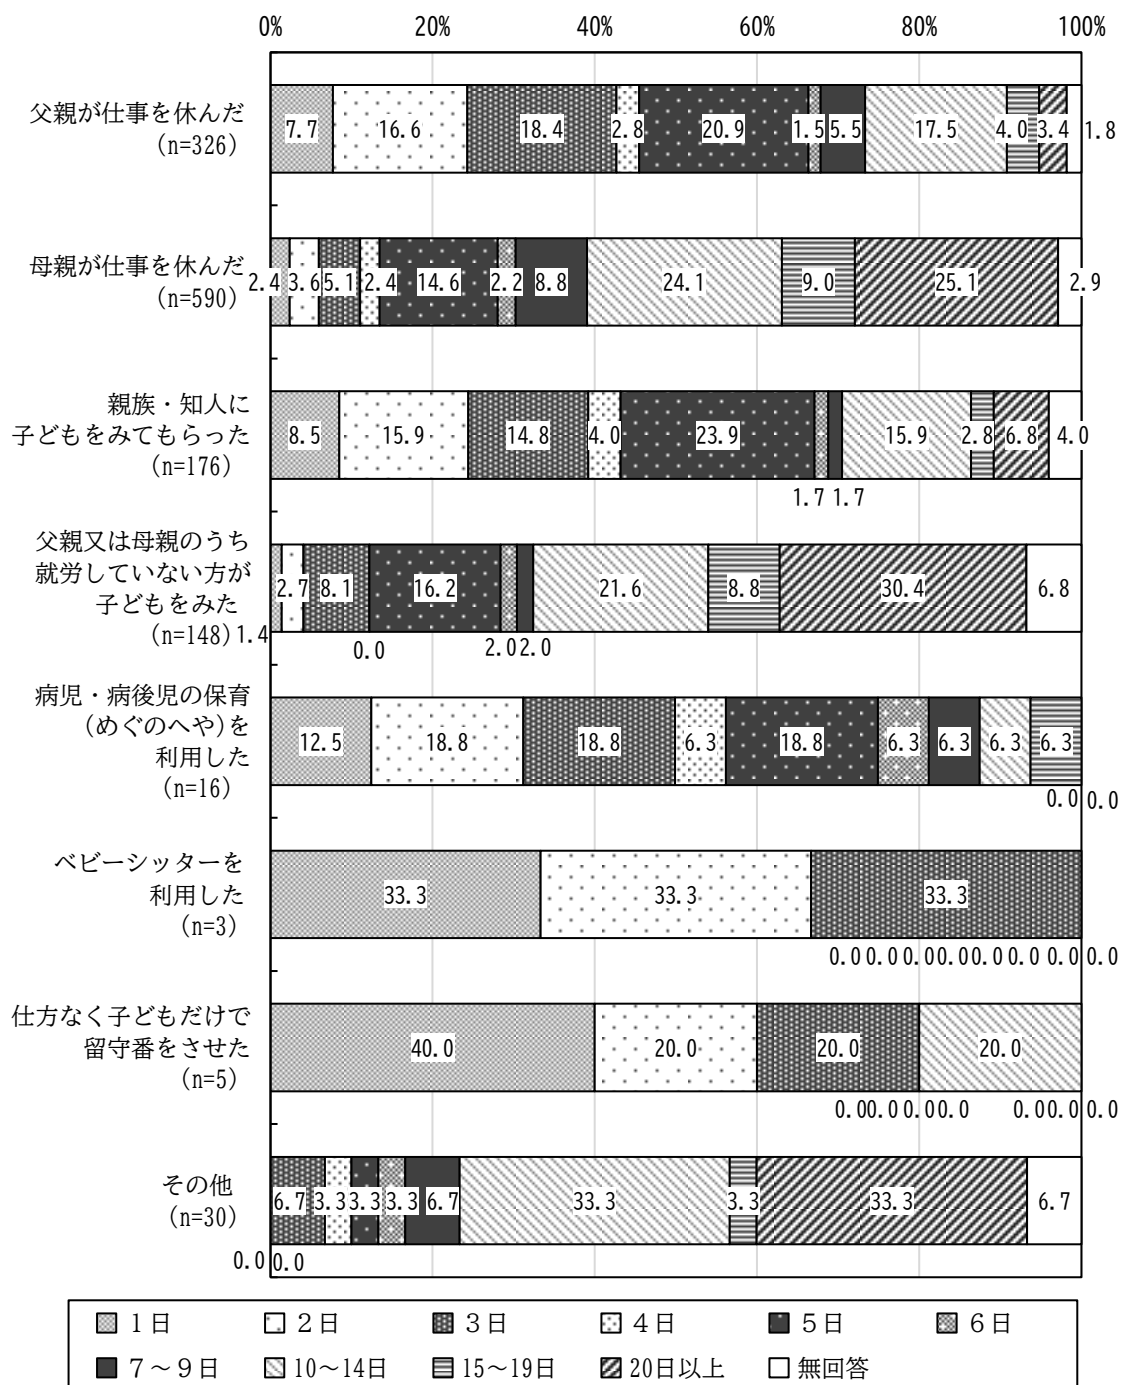 0% 20% 40% 60% 80% 100%
父親が仕事を休んだ
(n=326)
7.7 16.6 18.4 2.8 20.9 1.5 5.5 17.5 4.0 3.4 1.8
母親が仕事を休んだ
(n=590)
2.4 3.6 5.1 2.4 14.6 2.2 8.8 24.1 9.0 25.1 2.9
親族・知人に
子どもをみてもらった
(n=176)
8.5 15.9 14.8 4.0 23.9 15.9 2.8 6.8 4.0
1.7 1.7
父親又は母親のうち
就労していない方が
子どもをみた
(n=148)
2.7 8.1 16.2 21.6 8.8 30.4 6.8
1.4 0.0 2.0 2.0
病児・病後児の保育
(めぐのへや)を
利用した
(n=16)
12.5 18.8 18.8 6.3 18.8 6.3 6.3 6.3 6.3
0.0 0.0
ベビーシッターを
利用した
(n=3)
33.3 33.3 33.3
0.0 0.0 0.0 0.0 0.0 0.0 0.0 0.0
仕方なく子どもだけで
留守番をさせた
(n=5)
40.0 20.0 20.0 20.0
0.0 0.0 0.0 0.0 0.0 0.0 0.0
その他
(n=30)
6.7 3.3 3.3 3.3 6.7 33.3 3.3 33.3 6.7
0.0 0.0
１日 ２日 ３日 ４日 ５日 ６日
７～９日 10～14日 15～19日 20日以上 無回答